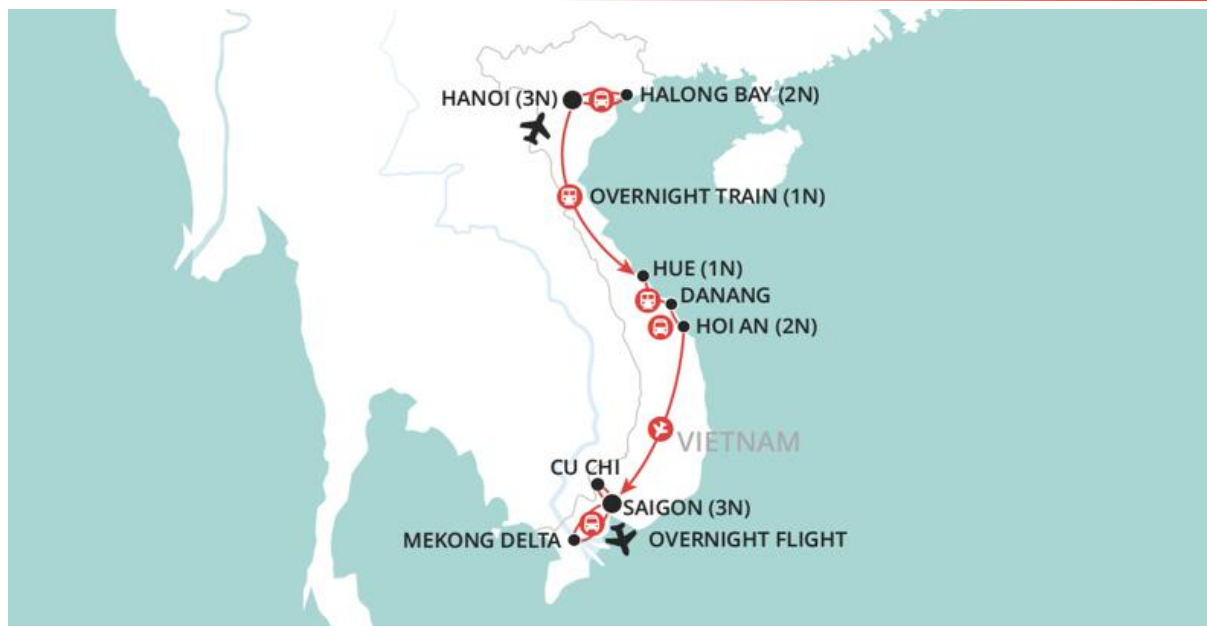 HANOI (3N)
HALONG BAY (2N)
OVERNIGHT TRAIN (1N)
HUE (1N)
DANANG
HOI AN (2N)
VIETNAM
CU CHI
SAIGON (3N)
MEKONG DELTA
OVERNIGHT FLIGHT